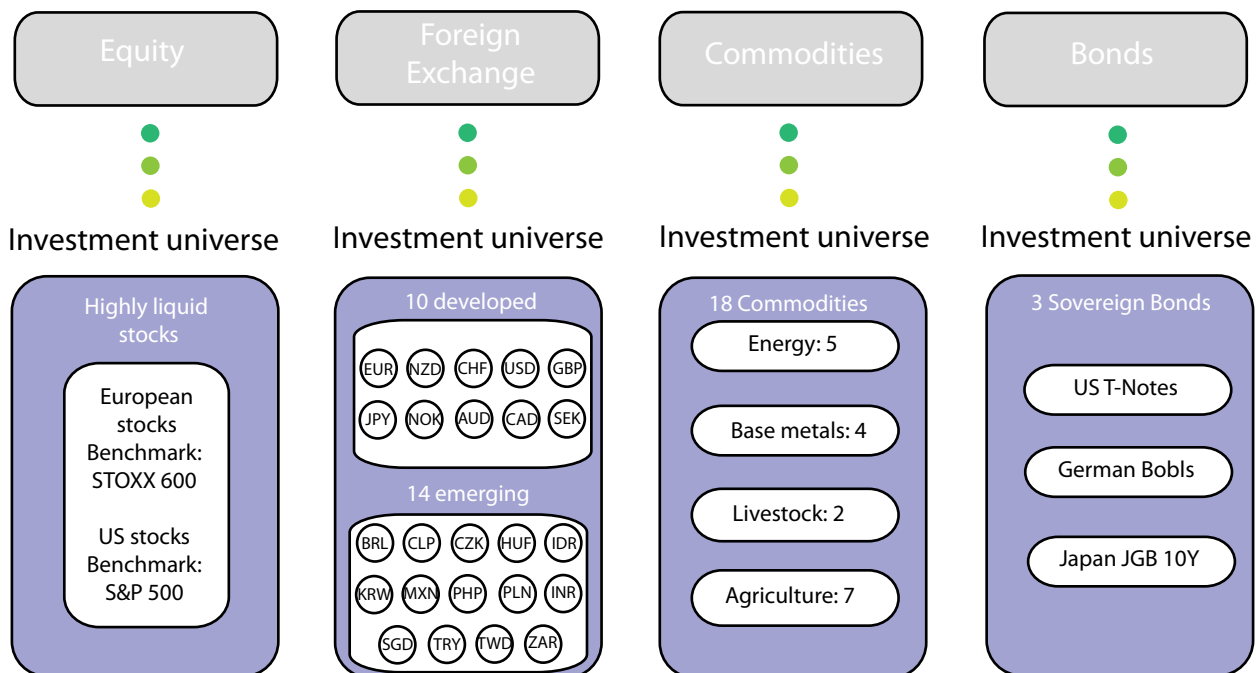 Equity
Foreign
Exchange
Commodities
Bonds
Investment universe
Investment universe
Investment universe
Investment universe
Highly liquid
stocks
European
stocks
Benchmark:
STOXX 600
US stocks
Benchmark:
S&P 500
10 developed
EUR NZD CHF USD GBP
JPY NOK AUD CAD SEK
14 emerging
BRL CLP CZK HUF IDR
KRW MXN PHP PLN INR
SGD TRY TWD ZAR
18 Commodities
Energy: 5
Base metals: 4
Livestock: 2
Agriculture: 7
3 Sovereign Bonds
US T-Notes
German Bobls
Japan JGB 10Y